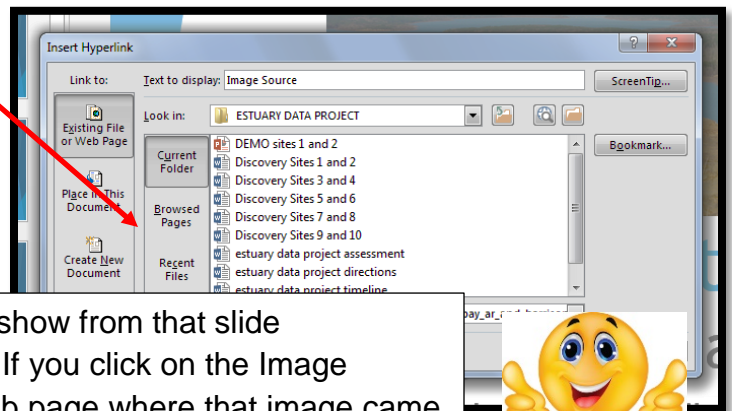 Insert Hyperlink
Link to:
Text to display: Image Source
ScreenTip...
Existing File
or Web Page
Look in: ESTUARY DATA PROJECT
Bookmark...
Current
Folder
DEMO sites 1 and 2
Discovery Sites 1 and 2
Discovery Sites 3 and 4
Discovery Sites 5 and 6
Discovery Sites 7 and 8
Discovery Sites 9 and 10
estuary data project assessment
estuary data project directions
estuary data project timeline
Place in This
Document
Browsed
Pages
Create New
Document
Recent
Files
show from that slide
If you click on the Image
page where that image came